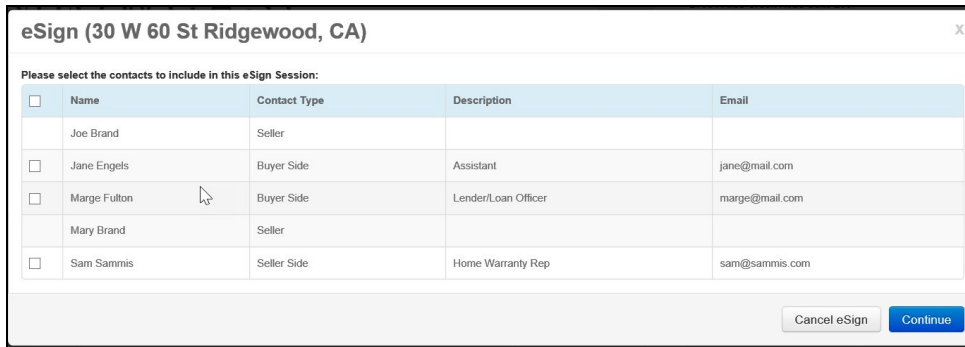 eSign (30 W 60 St Ridgewood, CA)
X
Please select the contacts to include in this eSign Session:
Name Contact Type Description Email
Joe Brand Seller
Jane Engels Buyer Side Assistant jane@mail.com
Marge Fulton Buyer Side Lender/Loan Officer marge@mail.com
Mary Brand Seller
Sam Sammis Seller Side Home Warranty Rep sam@sammis.com
Cancel eSign Continue